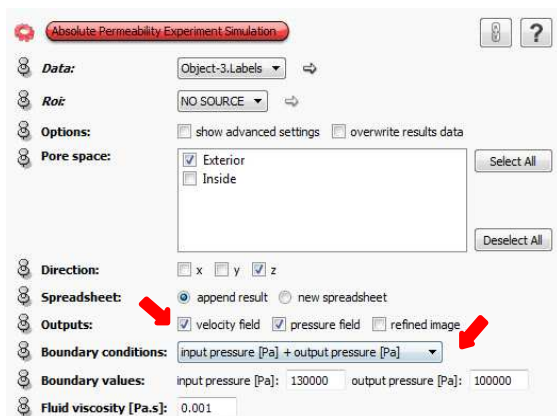 Absolute Permeability Experiment Simulation
?
Data: Object-3.Labels
Roi: NO SOURCE
Options: show advanced settings overwrite results data
Pore space: Exterior Select All
Inside
Deselect All
Direction: x y z
Spreadsheet: append result new spreadsheet
Outputs: velocity field pressure field refined image
Boundary conditions: input pressure [Pa] + output pressure [Pa]
Boundary values: input pressure [Pa]: 130000 output pressure [Pa]: 100000
Fluid viscosity [Pa.s]: 0.001